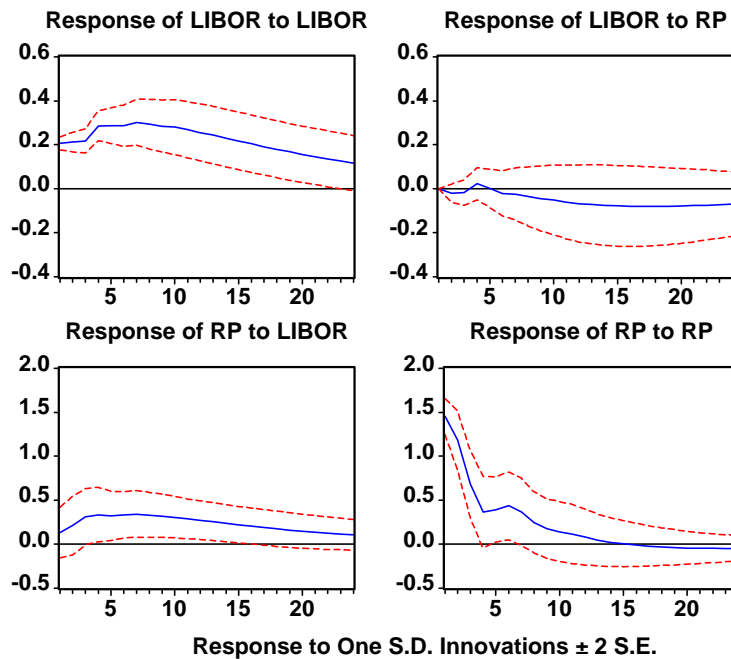 Response of LIBOR to LIBOR
Response of LIBOR to RP
0.6
0.4
0.2
0.0
-0.2
-0.4
5 10 15 20
0.6
0.4
0.2
0.0
-0.2
-0.4
5 10 15 20
Response of RP to LIBOR
Response of RP to RP
2.0
1.5
1.0
0.5
0.0
-0.5
5 10 15 20
2.0
1.5
1.0
0.5
0.0
-0.5
5 10 15 20
Response to One S.D. Innovations ± 2 S.E.